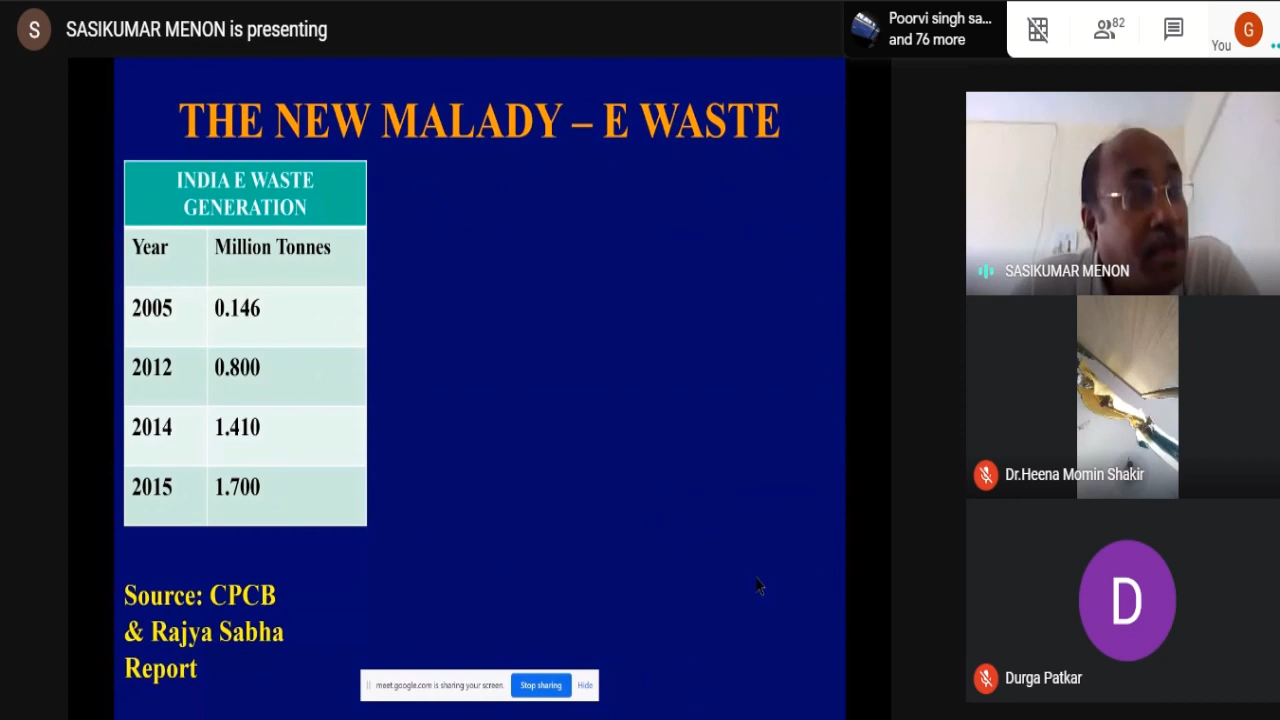 S
SASIKUMAR MENON is presenting
Poorvi singh sa...
and 76 more
82
You
G
THE NEW MALADY – E WASTE
INDIA E WASTE
GENERATION
Year Million Tonnes
2005 0.146
2012 0.800
2014 1.410
2015 1.700
Source: CPCB
& Rajya Sabha
Report
meet.google.com is sharing your screen.
Stop sharing
Hide
SASIKUMAR MENON
Dr.Heena Momin Shakir
D
Durga Patkar